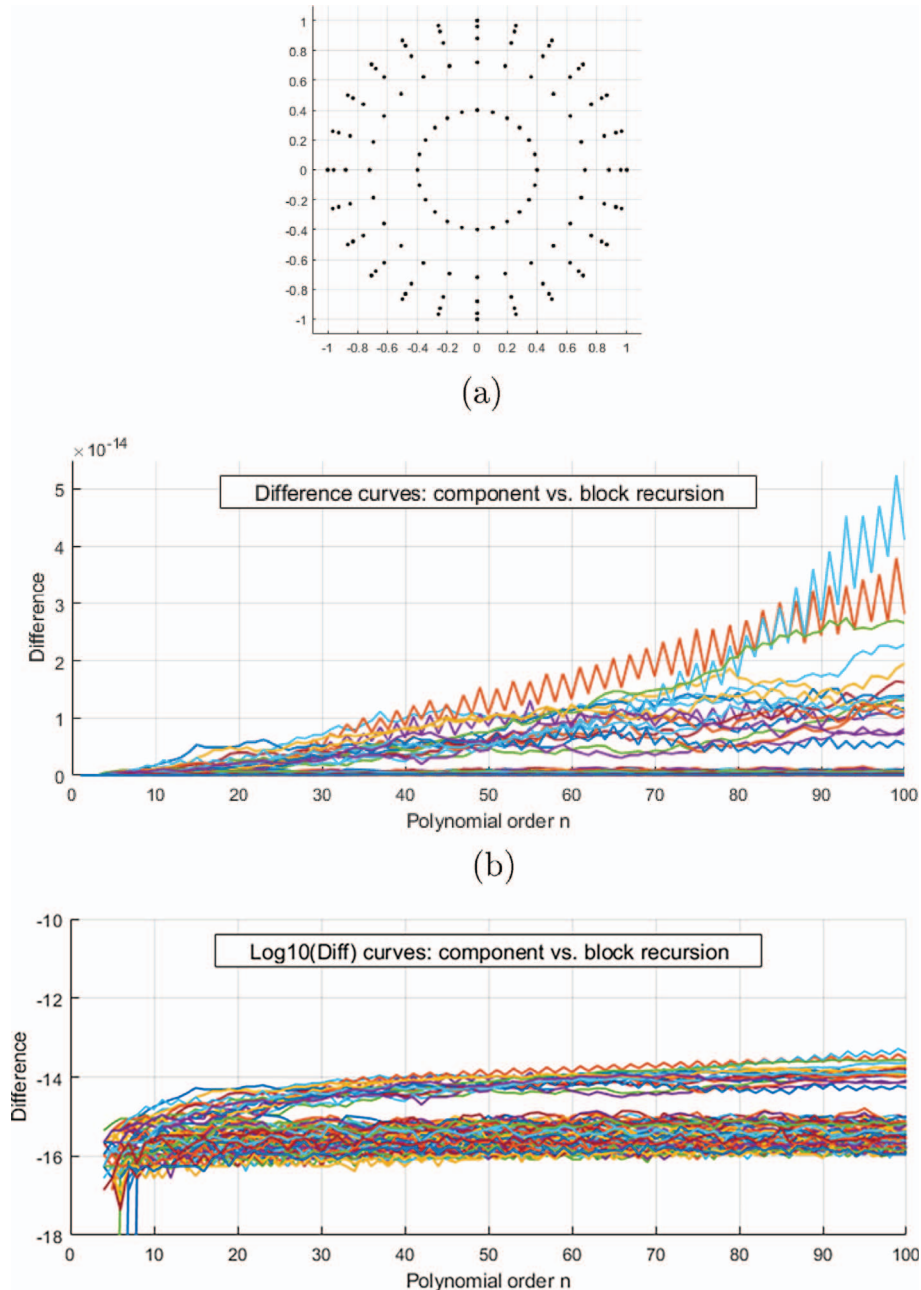 1
0.8
0.6
0.4
0.2
0
-0.2
-0.4
-0.6
-0.8
-1
-1 -0.8 -0.6 -0.4 -0.2 0 0.2 0.4 0.6 0.8 1
(a)
× 10⁻¹⁴
Difference curves: component vs. block recursion
5
4
3
2
1
0
Difference
0 10 20 30 40 50 60 70 80 90 100
Polynomial order n
(b)
Log10(Diff) curves: component vs. block recursion
-10
-12
-14
-16
-18
Difference
0 10 20 30 40 50 60 70 80 90 100
Polynomial order n